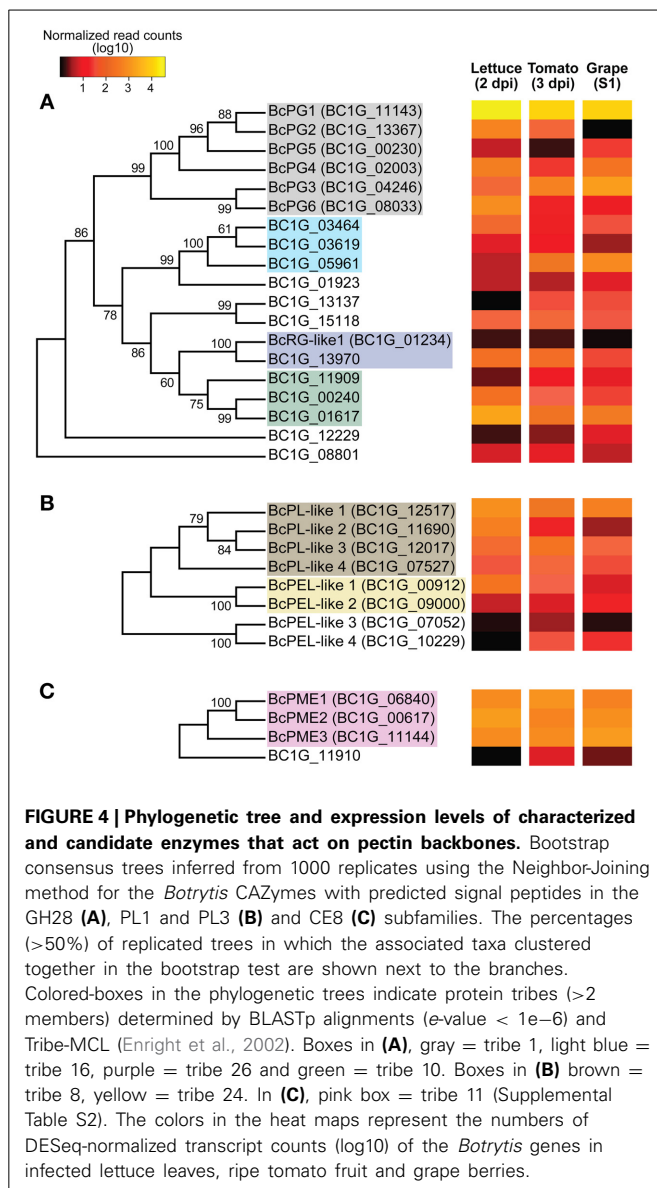 Normalized read counts
(log10)
1 2 3 4
Lettuce (2 dpi)
Tomato (3 dpi)
Grape (S1)
A
BcPG1 (BC1G_11143)
BcPG2 (BC1G_13367)
BcPG5 (BC1G_00230)
BcPG4 (BC1G_02003)
BcPG3 (BC1G_04246)
BcPG6 (BC1G_08033)
BC1G_03464
BC1G_03619
BC1G_05961
BC1G_01923
BC1G_13137
BC1G_15118
BcRG-like1 (BC1G_01234)
BC1G_13970
BC1G_11909
BC1G_00240
BC1G_01617
BC1G_12229
BC1G_08801
88
96
100
99
99
86
61
100
99
78
99
86
100
60
75
99
B
BcPL-like 1 (BC1G_12517)
BcPL-like 2 (BC1G_11690)
BcPL-like 3 (BC1G_12017)
BcPL-like 4 (BC1G_07527)
BcPEL-like 1 (BC1G_00912)
BcPEL-like 2 (BC1G_09000)
BcPEL-like 3 (BC1G_07052)
BcPEL-like 4 (BC1G_10229)
79
84
100
100
C
BcPME1 (BC1G_06840)
BcPME2 (BC1G_00617)
BcPME3 (BC1G_11144)
BC1G_11910
100
FIGURE 4 | Phylogenetic tree and expression levels of characterized
and candidate enzymes that act on pectin backbones. Bootstrap
consensus trees inferred from 1000 replicates using the Neighbor-Joining
method for the Botrytis CAZymes with predicted signal peptides in the
GH28 (A), PL1 and PL3 (B) and CE8 (C) subfamilies. The percentages
(>50%) of replicated trees in which the associated taxa clustered
together in the bootstrap test are shown next to the branches.
Colored-boxes in the phylogenetic trees indicate protein tribes (>2
members) determined by BLASTp alignments (e-value < 1e−6) and
Tribe-MCL (Enright et al., 2002). Boxes in (A), gray = tribe 1, light blue =
tribe 16, purple = tribe 26 and green = tribe 10. Boxes in (B) brown =
tribe 8, yellow = tribe 24. In (C), pink box = tribe 11 (Supplemental
Table S2). The colors in the heat maps represent the numbers of
DESeq-normalized transcript counts (log10) of the Botrytis genes in
infected lettuce leaves, ripe tomato fruit and grape berries.